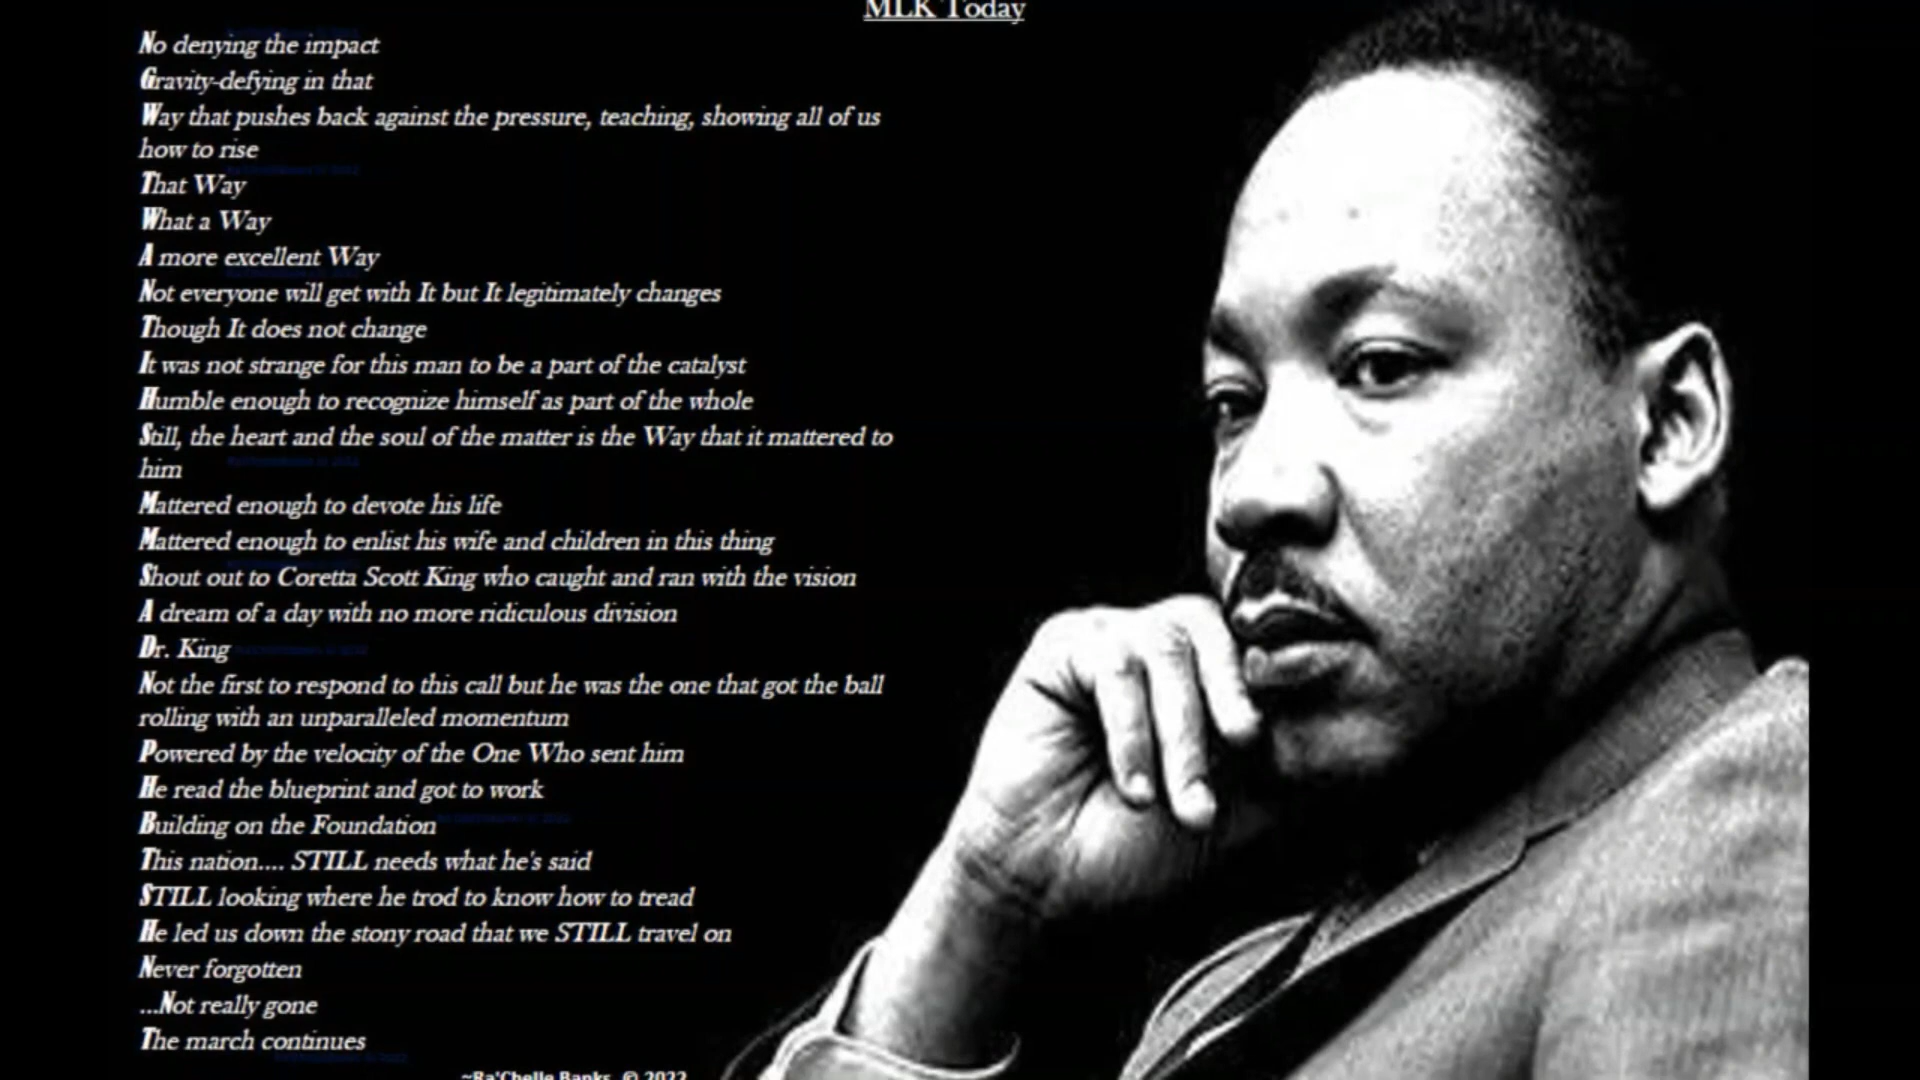 MLK Today
No denying the impact
Gravity-defying in that
Way that pushes back against the pressure, teaching, showing all of us
how to rise
That Way
What a Way
A more excellent Way
Not everyone will get with It but It legitimately changes
Though It does not change
It was not strange for this man to be a part of the catalyst
Humble enough to recognize himself as part of the whole
Still, the heart and the soul of the matter is the Way that it mattered to
him
Mattered enough to devote his life
Mattered enough to enlist his wife and children in this thing
Shout out to Coretta Scott King who caught and ran with the vision
A dream of a day with no more ridiculous division
Dr. King
Not the first to respond to this call but he was the one that got the ball
rolling with an unparalleled momentum
Powered by the velocity of the One Who sent him
He read the blueprint and got to work
Building on the Foundation
This nation.... STILL needs what he's said
STILL looking where he trod to know how to tread
He led us down the stony road that we STILL travel on
Never forgotten
...Not really gone
The march continues
~Ra'Chelle Banks © 2022